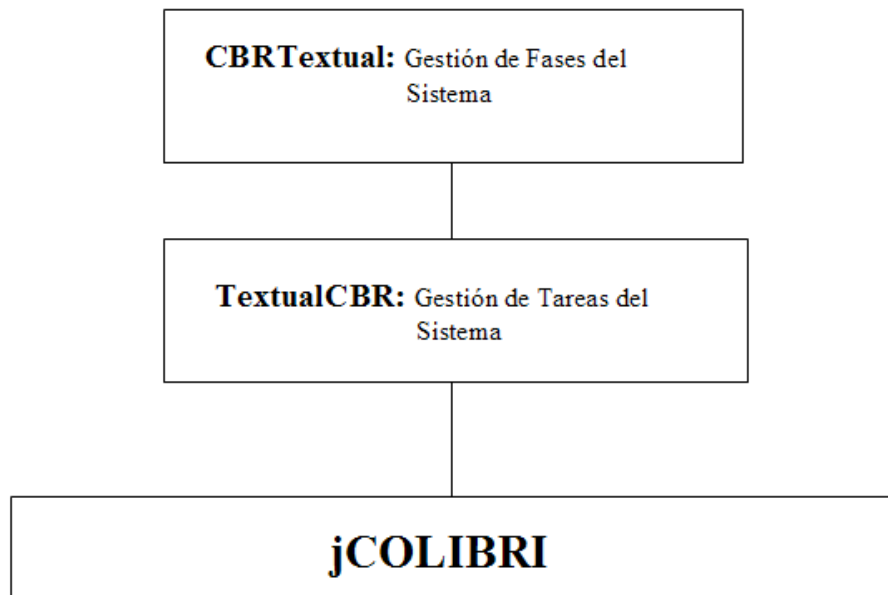 CBRTextual: Gestión de Fases del
Sistema
TextualCBR: Gestión de Tareas del
Sistema
jCOLIBRI